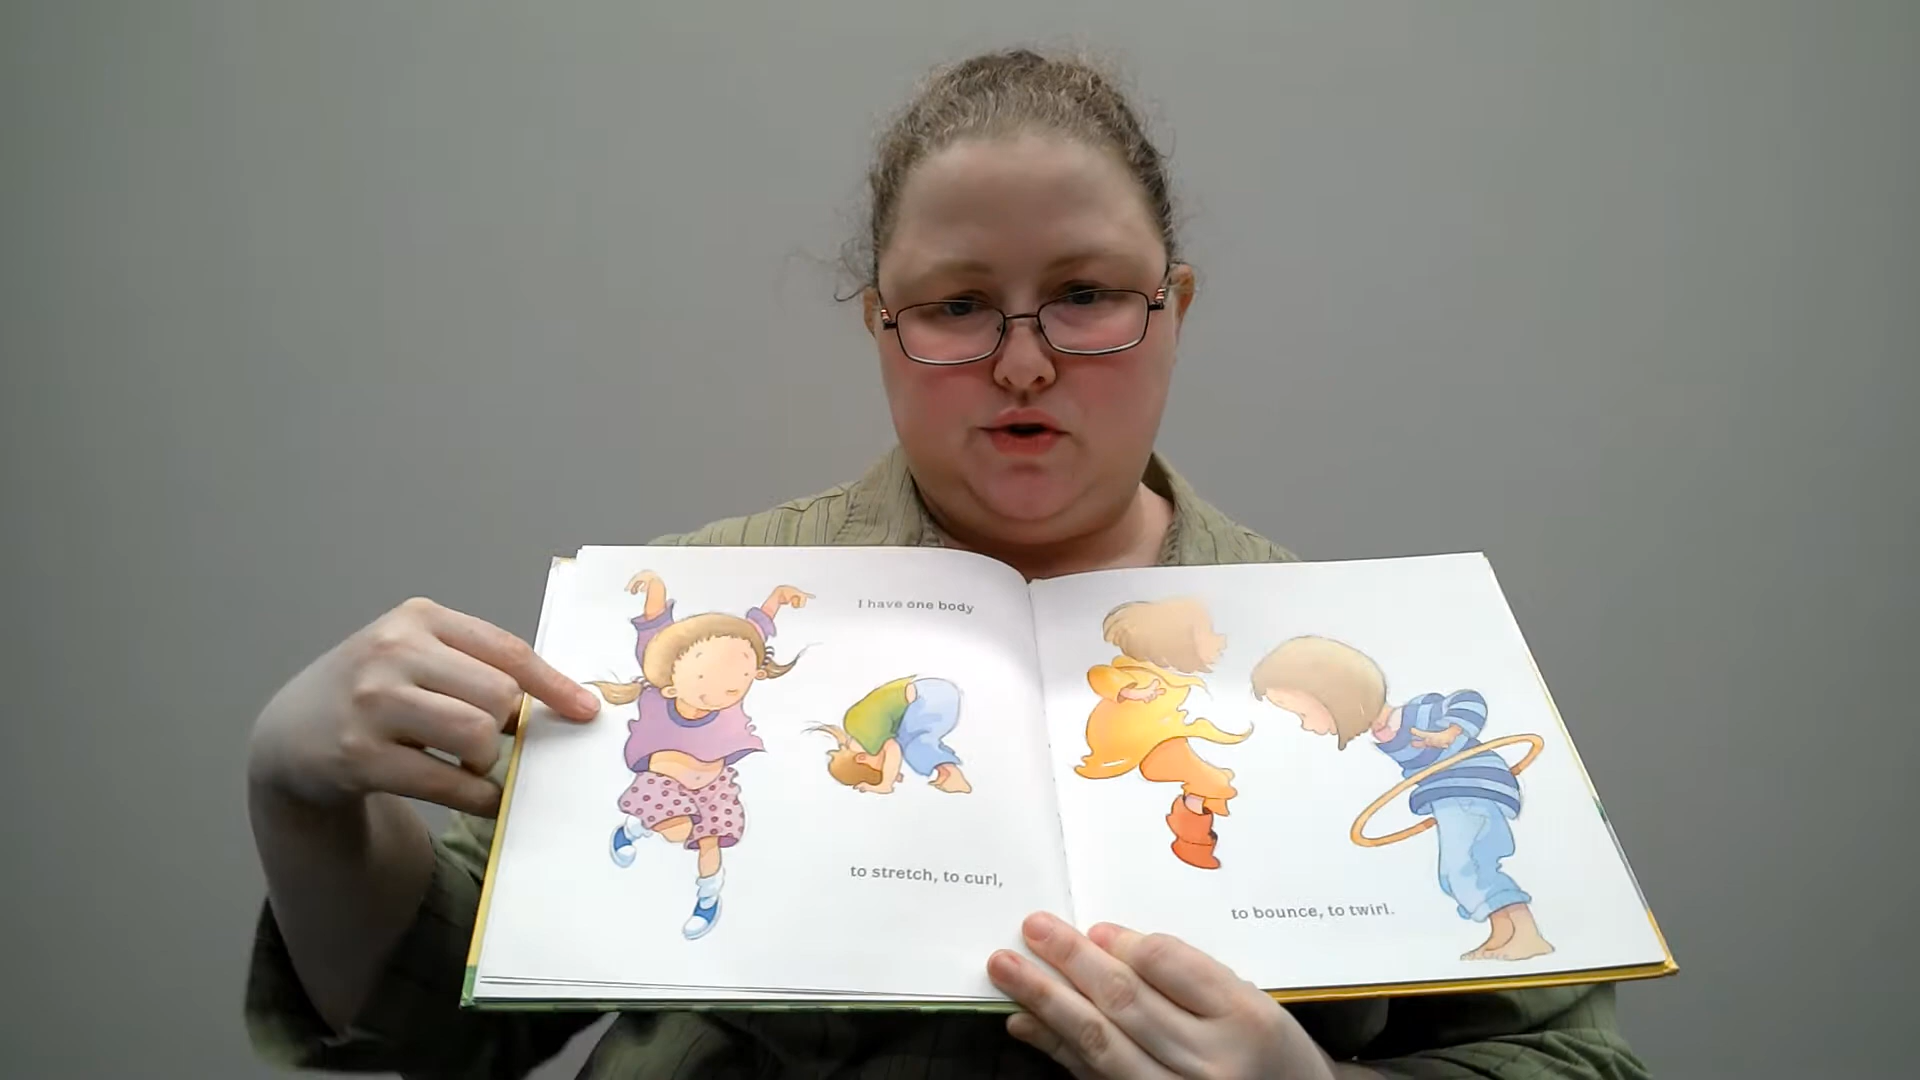 I have one body
to stretch, to curl,
to bounce, to twirl.